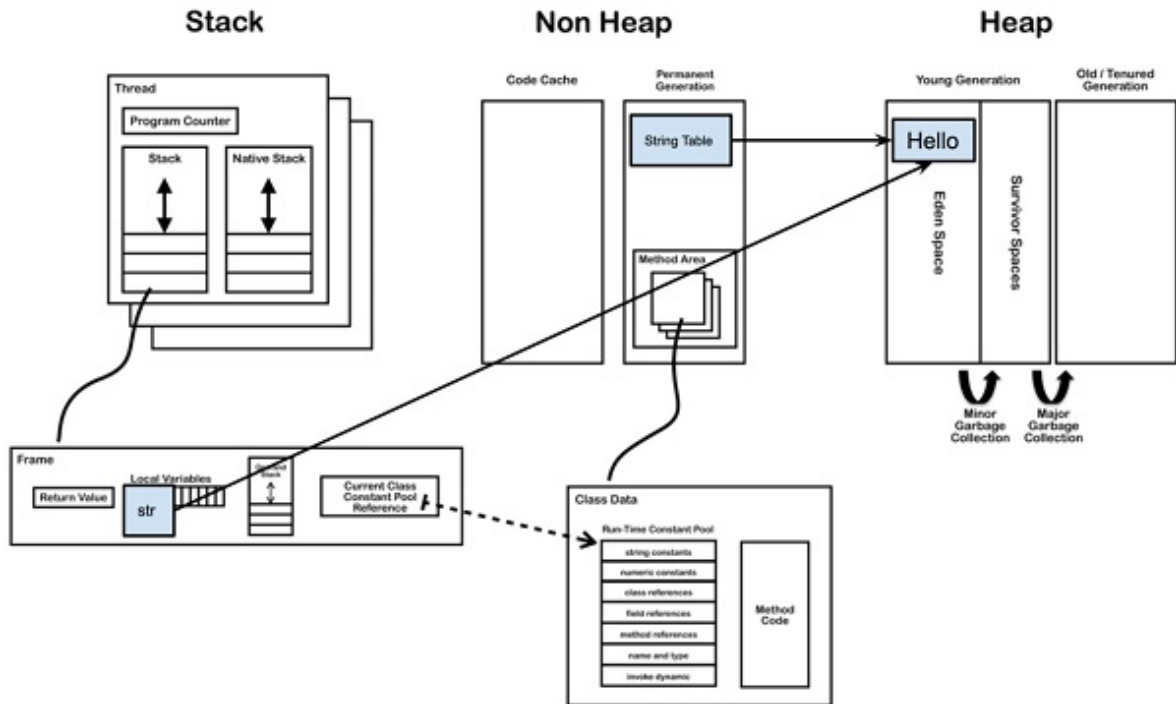 Stack
Non Heap
Heap
Code Cache
Permanent
Generation
Young Generation
Old / Tenured
Generation
Thread
Program Counter
Stack
Native Stack
String Table
Hello
Eden Space
Survivor Spaces
Method Area
Minor
Garbage
Collection
Major
Garbage
Collection
Frame
Return Value
Local Variables
str
Stack
Current Class
Constant Pool
Reference
Class Data
Run-Time Constant Pool
string constants
numeric constants
class references
field references
method references
name and type
invoke dynamic
Method
Code